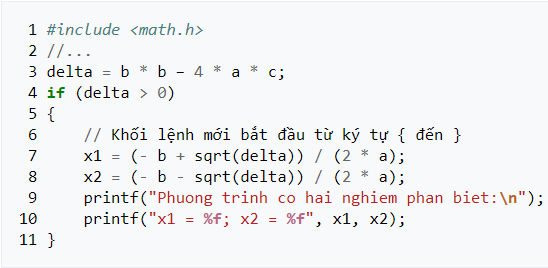 1 #include <math.h>
2 //...
3 delta = b * b – 4 * a * c;
4 if (delta > 0)
5 {
6     // Khối lệnh mới bắt đầu từ ký tự { đến }
7     x1 = (- b + sqrt(delta)) / (2 * a);
8     x2 = (- b - sqrt(delta)) / (2 * a);
9     printf("Phuong trinh co hai nghiem phan biet:\n");
10     printf("x1 = %f; x2 = %f", x1, x2);
11 }